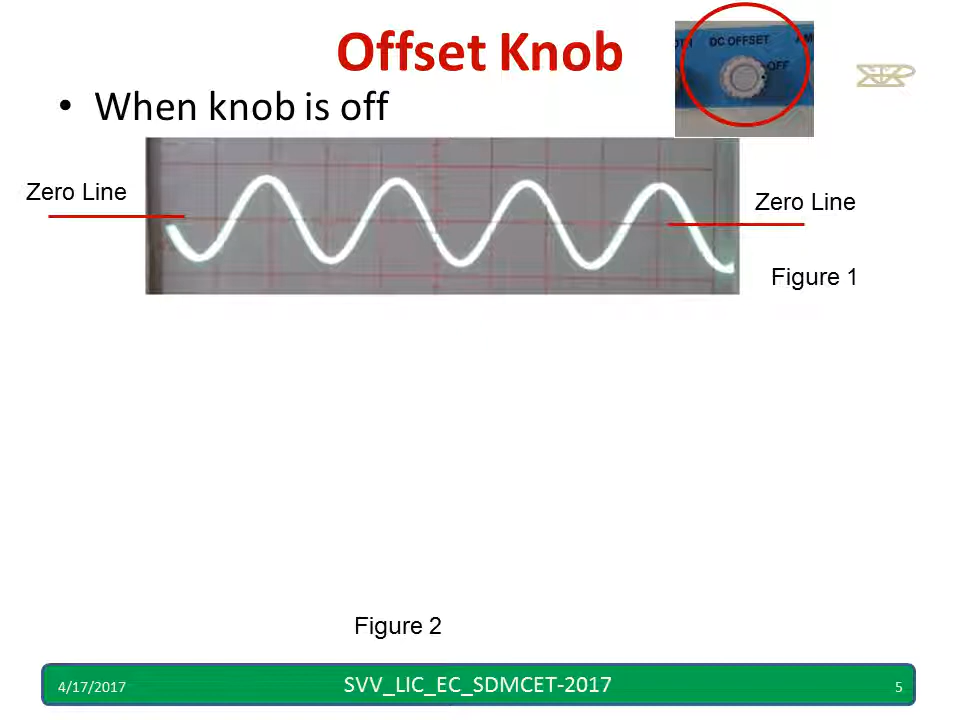 Offset Knob
DC OFFSET
OFF
• When knob is off
Zero Line
Zero Line
Figure 1
Figure 2
4/17/2017
SVV_LIC_EC_SDMCET-2017
5